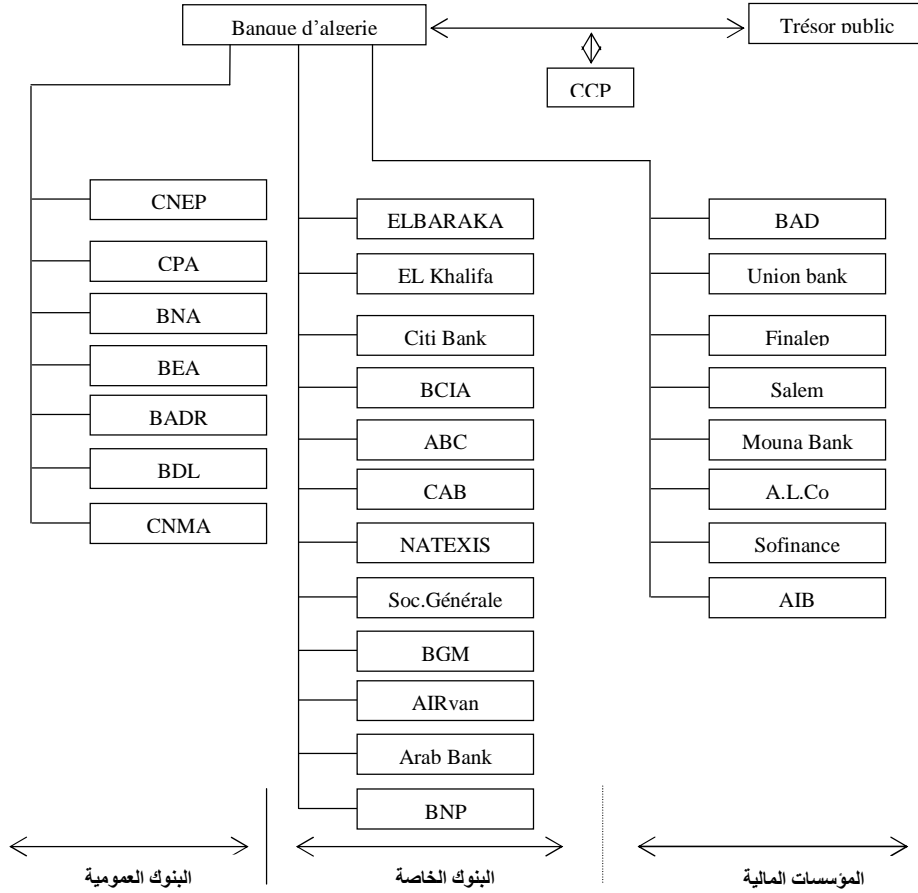 Banque d'algerie
Trésor public
CCP
CNEP
CPA
BNA
BEA
BADR
BDL
CNMA
ELBARAKA
EL Khalifa
Citi Bank
BCIA
ABC
CAB
NATEXIS
Soc.Générale
BGM
AIRyan
Arab Bank
BNP
BAD
Union bank
Finalep
Salem
Mouna Bank
A.L.Co
Sofinance
AIB
البنوك العمومية
البنوك الخاصة
المؤسسات المالية